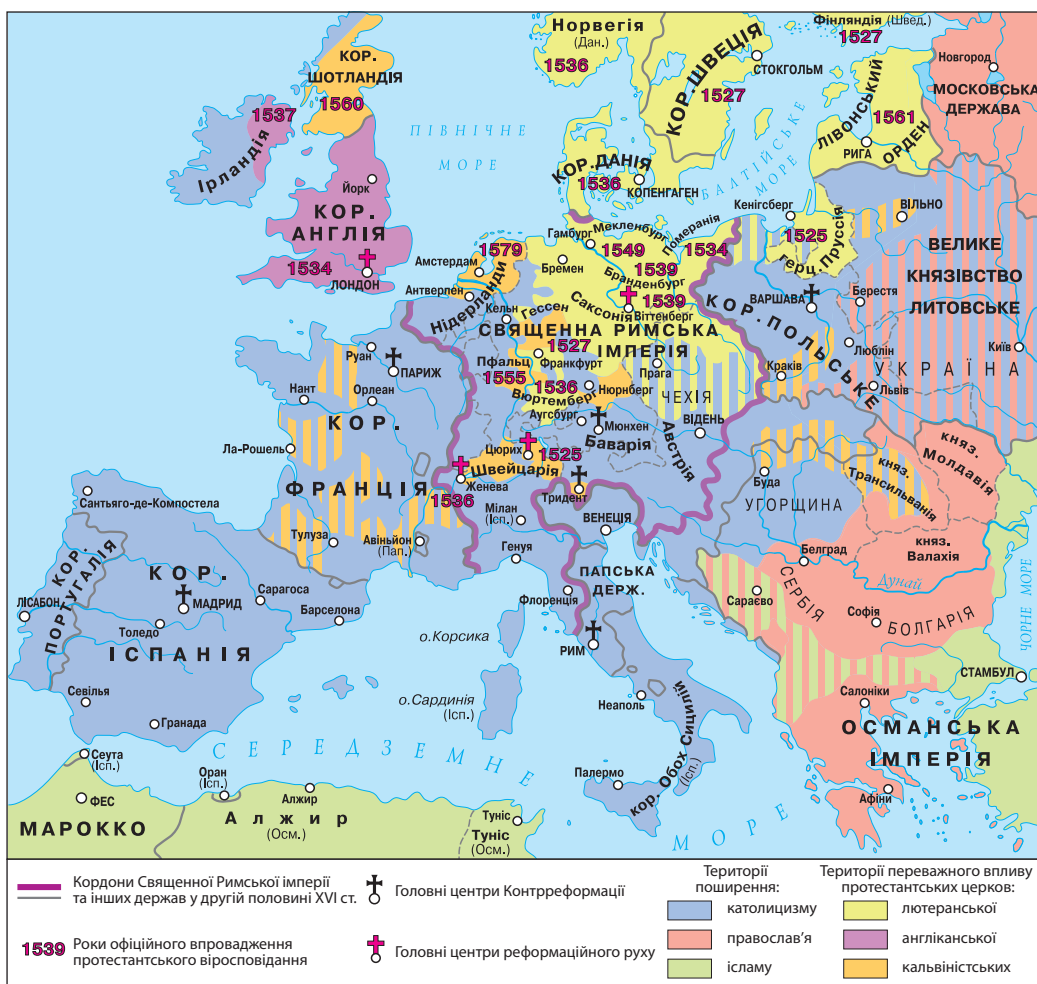 Норвегія
(Дан.)
1536
Фінляндія (Швед.)
1527
КОР.
ШОТЛАНДІЯ
1560
КОР. ШВЕЦІЯ
СТОКГОЛЬМ
1527
Новгород
МОСКОВСЬКА
ДЕРЖАВА
ЛІВОНСЬКИЙ
ОРДЕН
1561
РИГА
1537
Ірландія
ПІВНІЧНЕ
МОРЕ
БАЛТІЙСЬКЕ
МОРЕ
КОР. ДАНІЯ
1536
КОПЕНГАГЕН
Йорк
КОР.
АНГЛІЯ
1534
ЛОНДОН
Кенігсберг
1525
герц. Пруссія
ВІЛЬНО
ВЕЛИКЕ
КНЯЗІВСТВО
ЛИТОВСЬКЕ
Гамбург
Мекленбург
1549
Померанія
1534
1579
Амстердам
Бремен
1539
Бранденбург
1539
Антверпен
Нідерланди
Кельн
Гессен
Саксонія
Віттенберг
КОР. ПОЛЬСЬКЕ
ВАРШАВА
Берестя
Люблін
Київ
УКРАЇНА
Львів
Краків
СВЯЩЕННА РИМСЬКА
ІМПЕРІЯ
1527
Франкфурт
Пфальц
1555
1536
Вюртемберг
Нюрнберг
Прага
ЧЕХІЯ
Руан
ПАРИЖ
Нант
Орлеан
КОР.
ФРАНЦІЯ
Ла-Рошель
Аугсбург
Мюнхен
Баварія
Австрія
ВІДЕНЬ
Цюрих
1525
Швейцарія
Женева
1536
Тридент
Мілан
(Ісп.)
ВЕНЕЦІЯ
Буда
УГОРЩИНА
княз.
Трансильванія
княз.
Молдавія
княз.
Валахія
Сантьяго-де-Компостела
Тулуза
Авіньйон
(Пап.)
Генуя
ПАПСЬКА
ДЕРЖ.
Флоренція
РИМ
Белград
Дунай
СЕРБІЯ
Сараєво
Софія
БОЛГАРІЯ
ЧОРНЕ МОРЕ
КОР.
ПОРТУГАЛІЯ
ЛІСАБОН
КОР.
ІСПАНІЯ
МАДРИД
Сарагоса
Барселона
Толедо
Севілья
Гранада
о.Корсика
о.Сардинія
(Ісп.)
Неаполь
СТАМБУЛ
Салоніки
ОСМАНСЬКА
ІМПЕРІЯ
Афіни
СЕРЕДЗЕМНЕ
МОРЕ
Палермо
кор. Обох Сицилій
(Ісп.)
Сеута
(Ісп.)
ФЕС
МАРОККО
Оран
(Ісп.)
Алжир
Алжир
(Осм.)
Туніс
Туніс
(Осм.)
Кордони Священної Римської імперії
та інших держав у другій половині XVI ст.
1539 Роки офіційного впровадження
протестантського віросповідання
Головні центри Контрреформації
Головні центри реформаційного руху
Території
поширення:
католицизму
православ'я
ісламу
Території переважного впливу
протестантських церков:
лютеранської
англіканської
кальвіністських